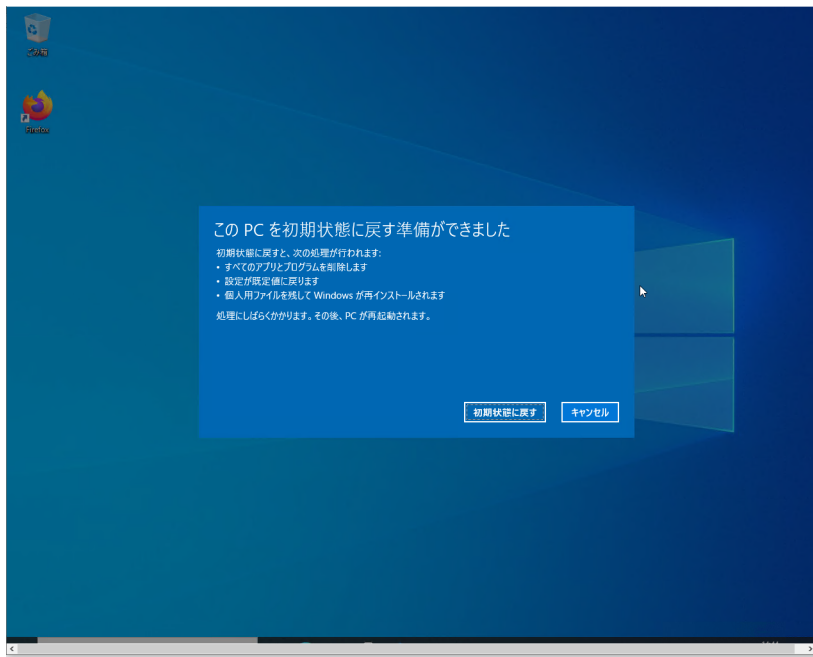 ごみ箱
Firefox
この PC を初期状態に戻す準備ができました
初期状態に戻すと、次の処理が行われます:
• すべてのアプリとプログラムを削除します
• 設定が既定値に戻ります
• 個人用ファイルを残して Windows が再インストールされます
処理にしばらくかかります。その後、PC が再起動されます。
初期状態に戻す
キャンセル